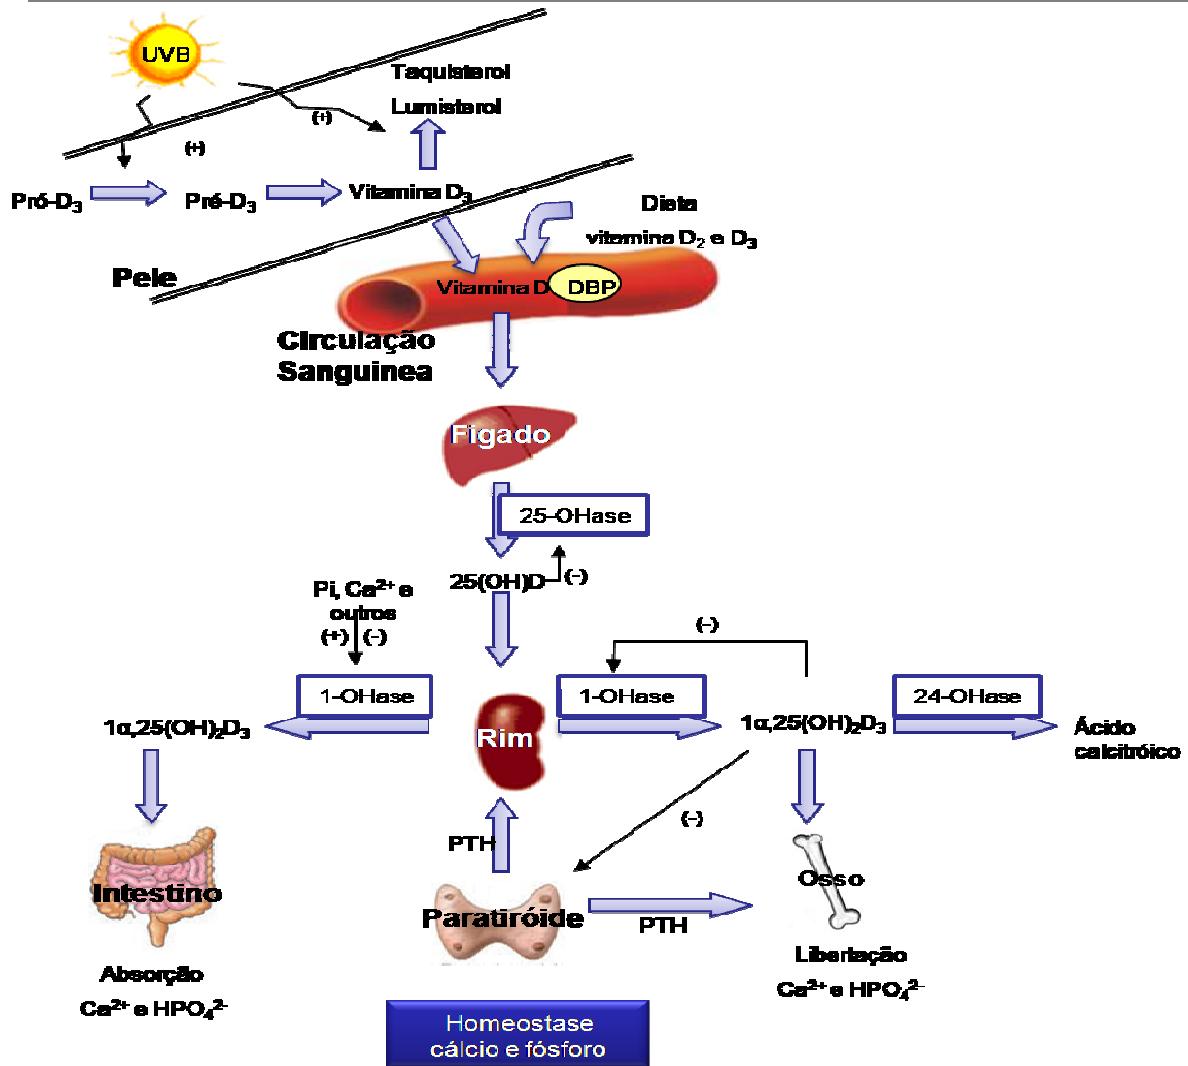 UVB
Taquisterol
Lumisterol
(+)
(+)
Pró-D₃
Pré-D₃
Vitamina D₃
Dieta
vitamina D₂ e D₃
Pele
Vitamina D
DBP
Circulação
Sanguinea
Fígado
25-OHase
25(OH)D
(-)
Pi, Ca²⁺ e
outros
(+)
(-)
(-)
1-OHase
1-OHase
24-OHase
1α,25(OH)₂D₃
Rim
1α,25(OH)₂D₃
Ácido
calcitróico
(-)
PTH
Intestino
Paratiróide
PTH
Osso
Absorção
Ca²⁺ e HPO₄²⁻
Libertação
Ca²⁺ e HPO₄²⁻
Homeostase
cálcio e fósforo